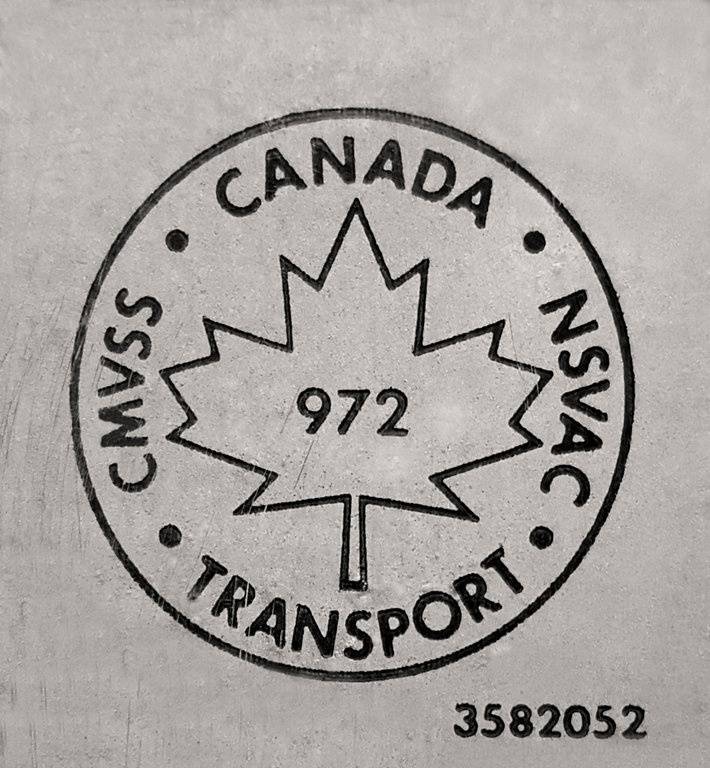 CANADA
CMVSS
NSVAC
972
TRANSPORT
3582052